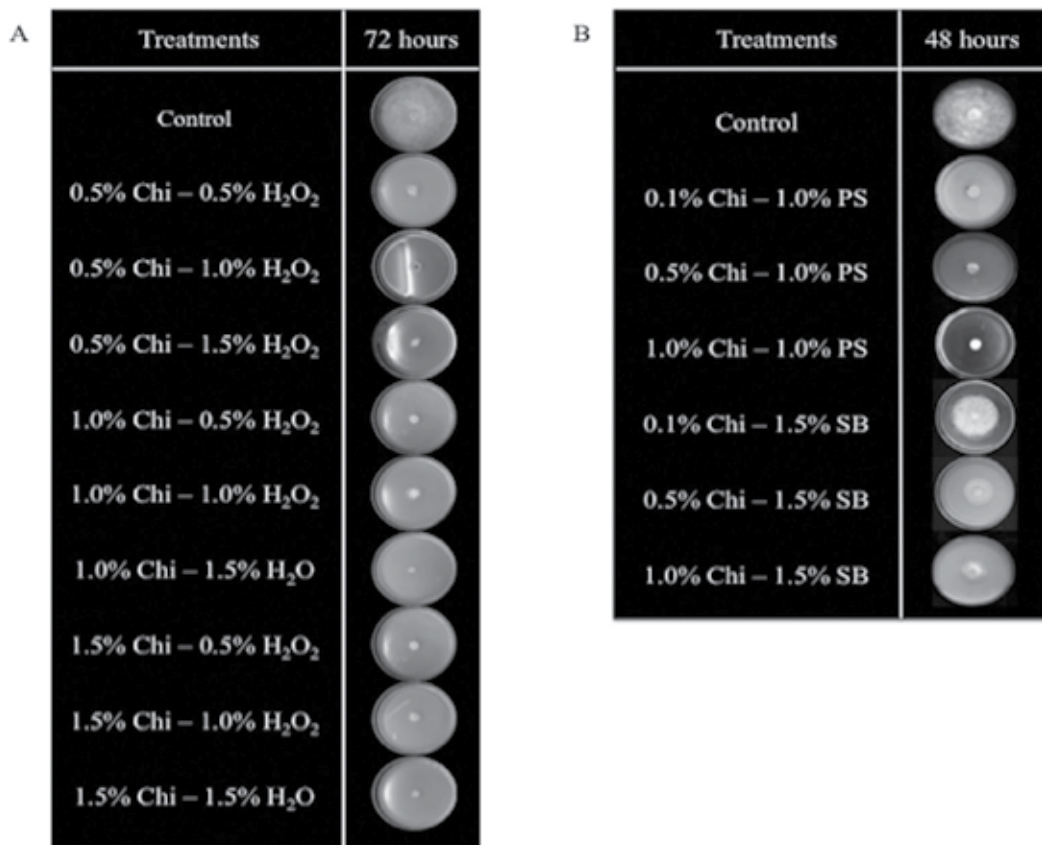 A
Treatments 72 hours
Control
0.5% Chi – 0.5% H₂O₂
0.5% Chi – 1.0% H₂O₂
0.5% Chi – 1.5% H₂O₂
1.0% Chi – 0.5% H₂O₂
1.0% Chi – 1.0% H₂O₂
1.0% Chi – 1.5% H₂O
1.5% Chi – 0.5% H₂O₂
1.5% Chi – 1.0% H₂O₂
1.5% Chi – 1.5% H₂O
B
Treatments 48 hours
Control
0.1% Chi – 1.0% PS
0.5% Chi – 1.0% PS
1.0% Chi – 1.0% PS
0.1% Chi – 1.5% SB
0.5% Chi – 1.5% SB
1.0% Chi – 1.5% SB